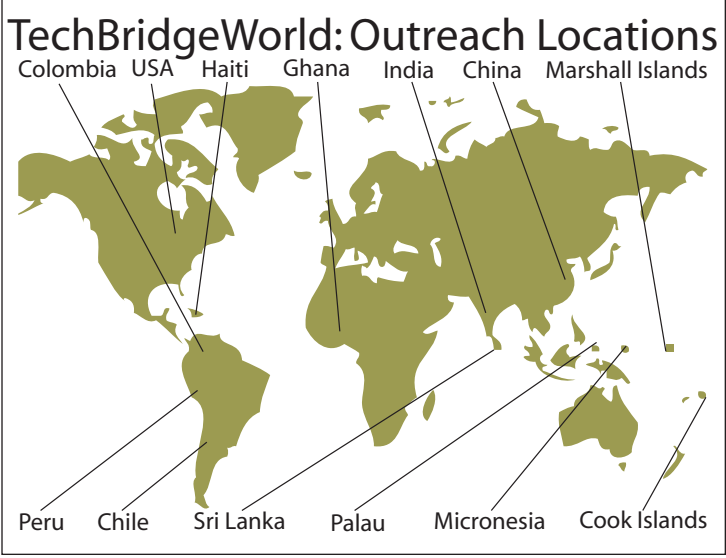 TechBridgeWorld: Outreach Locations
Colombia USA Haiti Ghana India China Marshall Islands
Peru Chile Sri Lanka Palau Micronesia Cook Islands